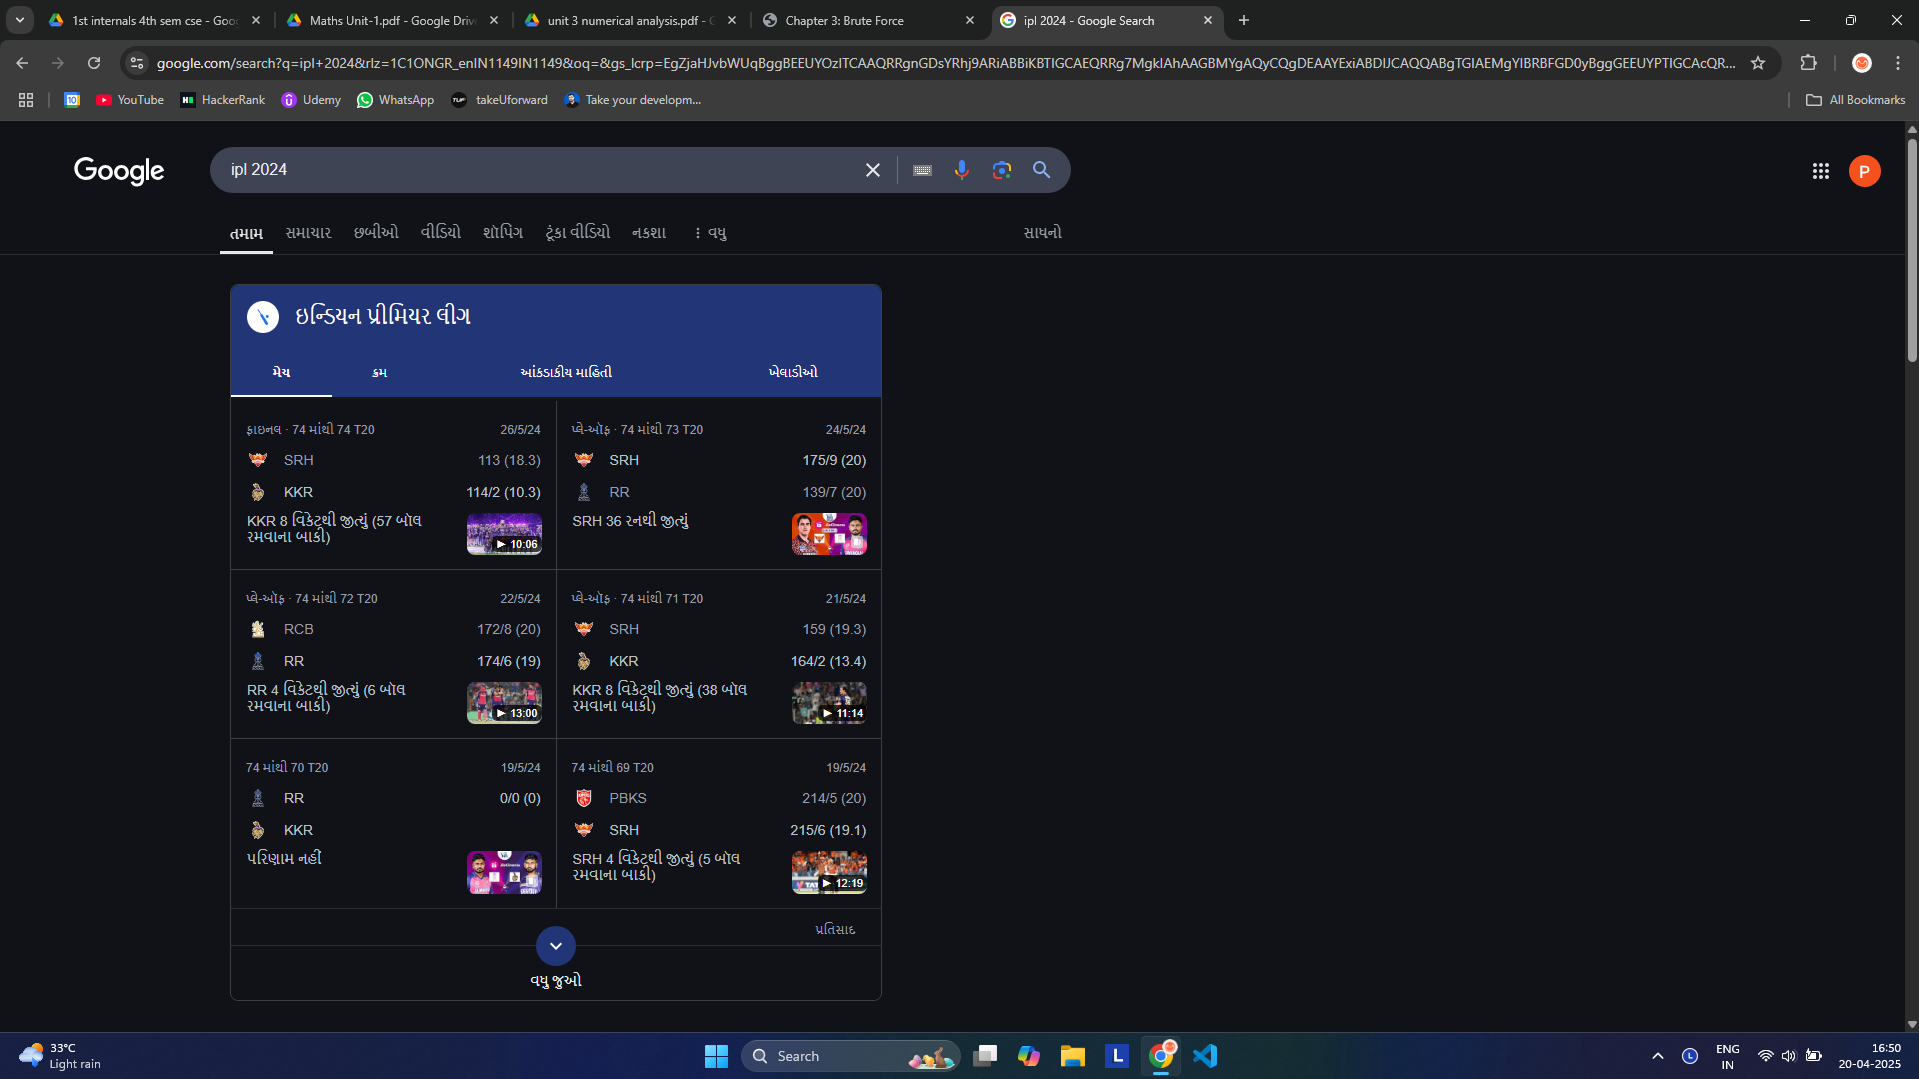 1st internals 4th sem cse - Goog
Maths Unit-1.pdf - Google Drive
unit 3 numerical analysis.pdf - G
Chapter 3: Brute Force
ipl 2024 - Google Search
google.com/search?q=ipl+2024&rlz=1C1ONGR_enIN1149IN1149&oq=&gs_lcrp=
YouTube
HackerRank
Udemy
WhatsApp
takeUforward
Take your developm...
All Bookmarks
Google
ipl 2024
P
તમામ
સમાચાર
છબીઓ
વીડિયો
શૉપિંગ
ટૂંકા વીડિયો
નકશા
વધુ
સાધનો
ઇન્ડિયન પ્રીમિયર લીગ
મેચ
ક્રમ
આંકડાકીય માહિતી
ખેલાડીઓ
ફાઇનલ · 74 માંથી 74 T20 26/5/24
SRH 113 (18.3)
KKR 114/2 (10.3)
KKR 8 વિકેટથી જીત્યું (57 બૉલ
રમવાના બાકી)
10:06
પ્લે-ઑફ · 74 માંથી 73 T20 24/5/24
SRH 175/9 (20)
RR 139/7 (20)
SRH 36 રનથી જીત્યું
પ્લે-ઑફ · 74 માંથી 72 T20 22/5/24
RCB 172/8 (20)
RR 174/6 (19)
RR 4 વિકેટથી જીત્યું (6 બૉલ
રમવાના બાકી)
13:00
પ્લે-ઑફ · 74 માંથી 71 T20 21/5/24
SRH 159 (19.3)
KKR 164/2 (13.4)
KKR 8 વિકેટથી જીત્યું (38 બૉલ
રમવાના બાકી)
11:14
74 માંથી 70 T20 19/5/24
RR 0/0 (0)
KKR
પરિણામ નહીં
74 માંથી 69 T20 19/5/24
PBKS 214/5 (20)
SRH 215/6 (19.1)
SRH 4 વિકેટથી જીત્યું (5 બૉલ
રમવાના બાકી)
12:19
પ્રતિસાદ
વધુ જુઓ
33°C
Light rain
Search
L
ENG
IN
16:50
20-04-2025